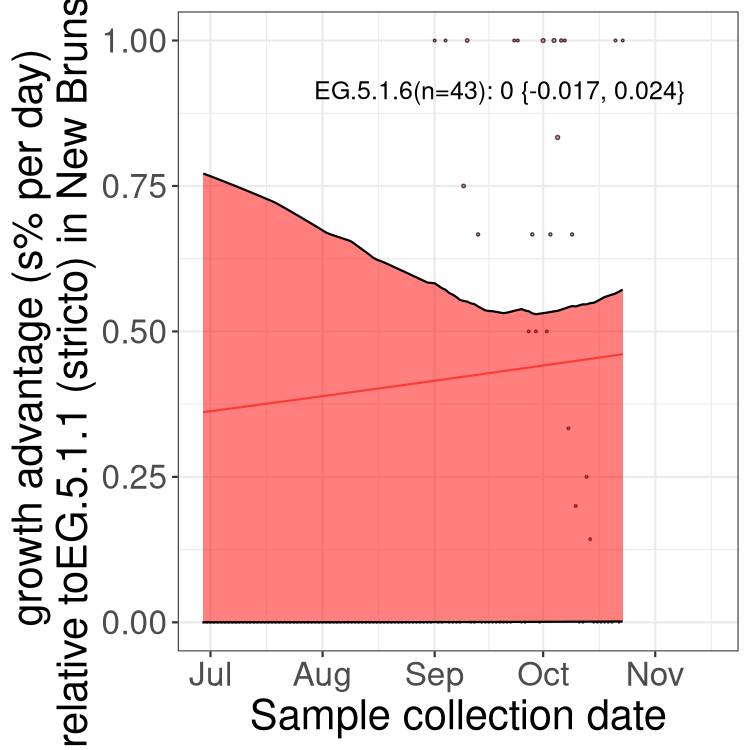 growth advantage (s% per day)
relative toEG.5.1.1 (stricto) in New Bruns
1.00
0.75
0.50
0.25
0.00
EG.5.1.6(n=43): 0 {-0.017, 0.024}
Jul Aug Sep Oct Nov
Sample collection date